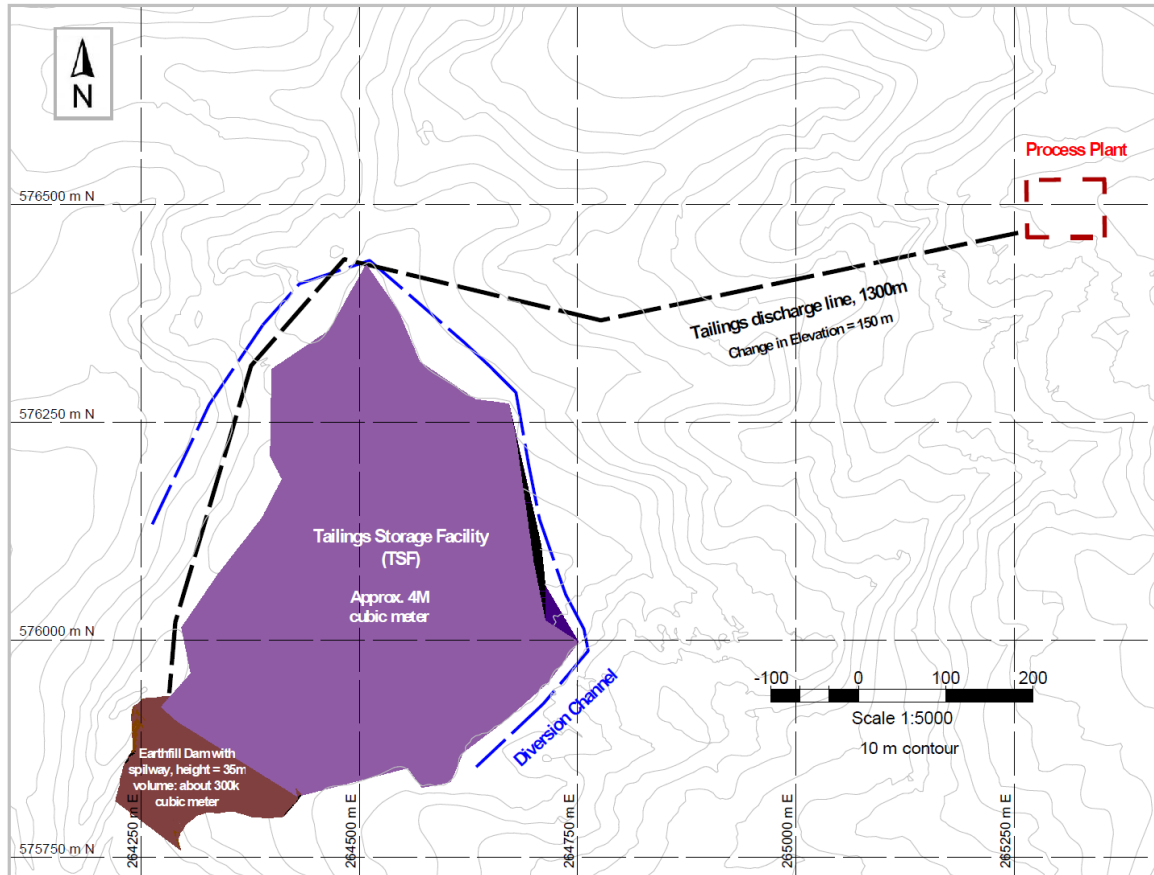 N
Process Plant
576500 m N
Tailings discharge line, 1300m
Change in Elevation = 150 m
576250 m N
Tailings Storage Facility
(TSF)
Approx. 4M
cubic meter
576000 m N
-100 0 100 200
Scale 1:5000
10 m contour
Diversion Channel
Earthfill Dam with
spilway, height = 35m
volume: about 300k
cubic meter
575750 m N
264250 m E
264500 m E
264750 m E
265000 m E
265250 m E